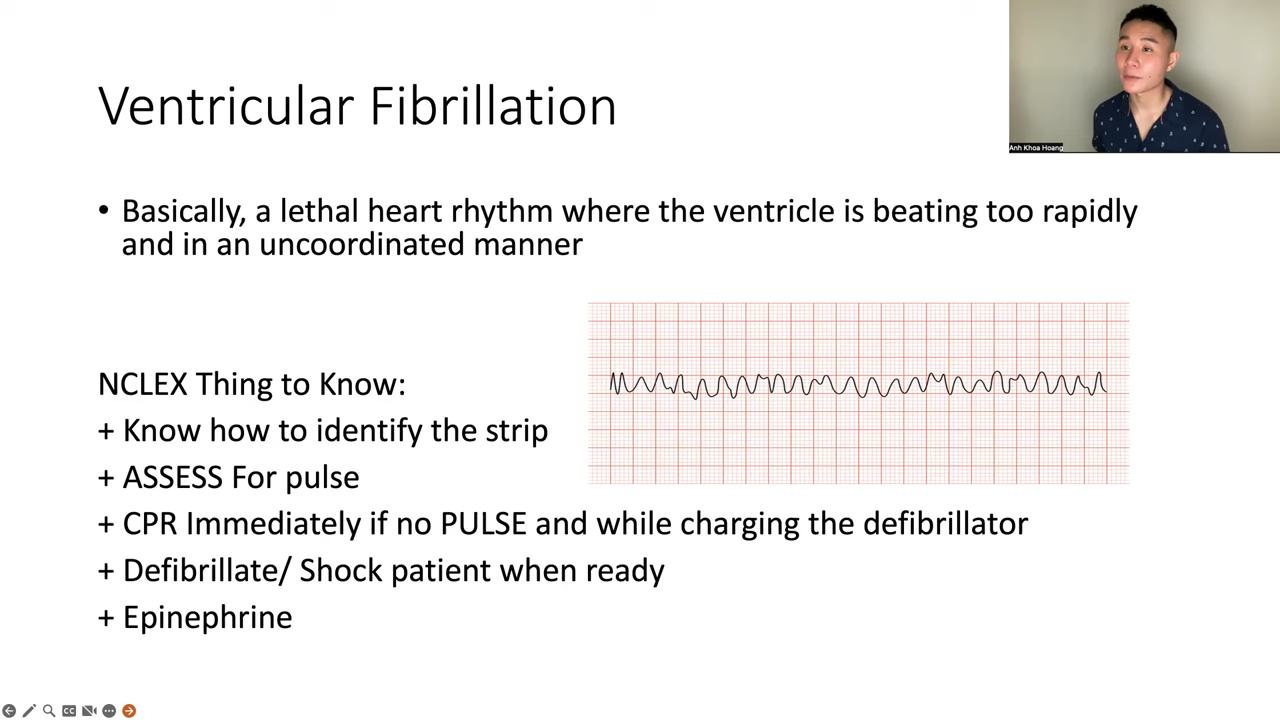 Ventricular Fibrillation
Anh Khoa Hoang
• Basically, a lethal heart rhythm where the ventricle is beating too rapidly
and in an uncoordinated manner
NCLEX Thing to Know:
+ Know how to identify the strip
+ ASSESS For pulse
+ CPR Immediately if no PULSE and while charging the defibrillator
+ Defibrillate/ Shock patient when ready
+ Epinephrine
CC